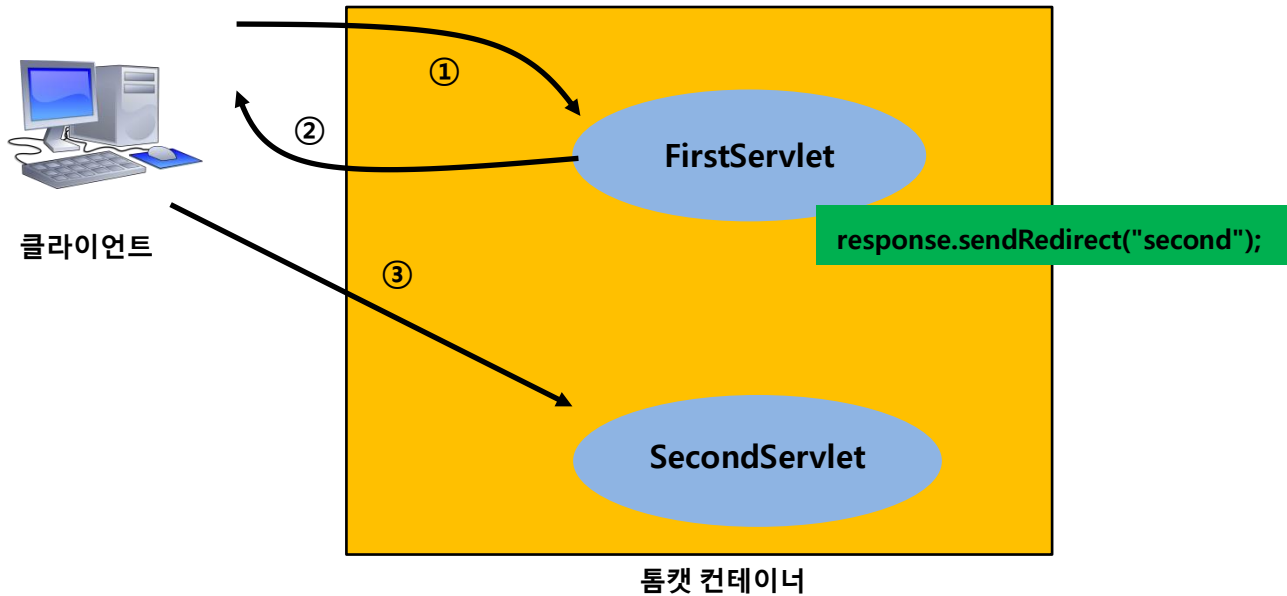 ①
②
FirstServlet
response.sendRedirect("second");
클라이언트
③
SecondServlet
톰캣 컨테이너